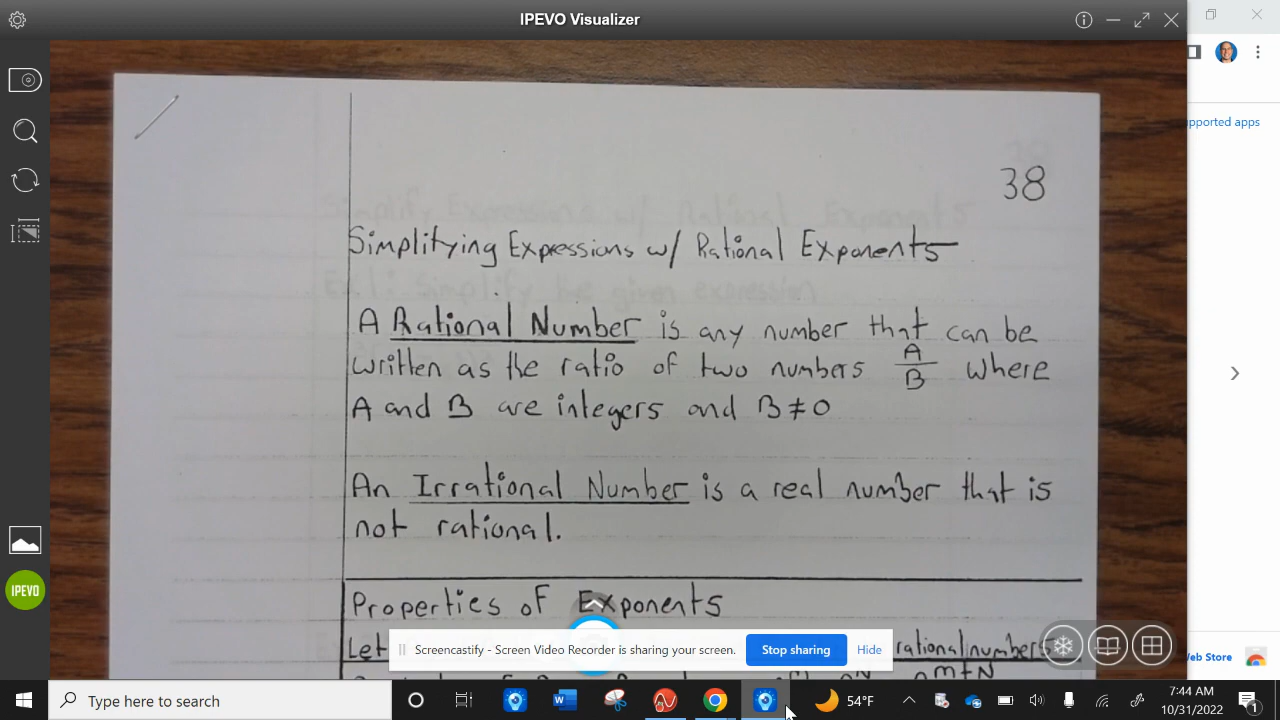 IPEVO Visualizer
upported apps
38
Simplifying Expressions w/ Rational Exponents
A Rational Number is any number that can be
written as the ratio of two numbers A/B where
A and B are integers and B ≠ 0
An Irrational Number is a real number that is
not rational.
Properties of Exponents
Let rational numbers
Screencastify - Screen Video Recorder is sharing your screen.
Stop sharing
Hide
IPEVO
Web Store
Type here to search
54°F
7:44 AM
10/31/2022
1